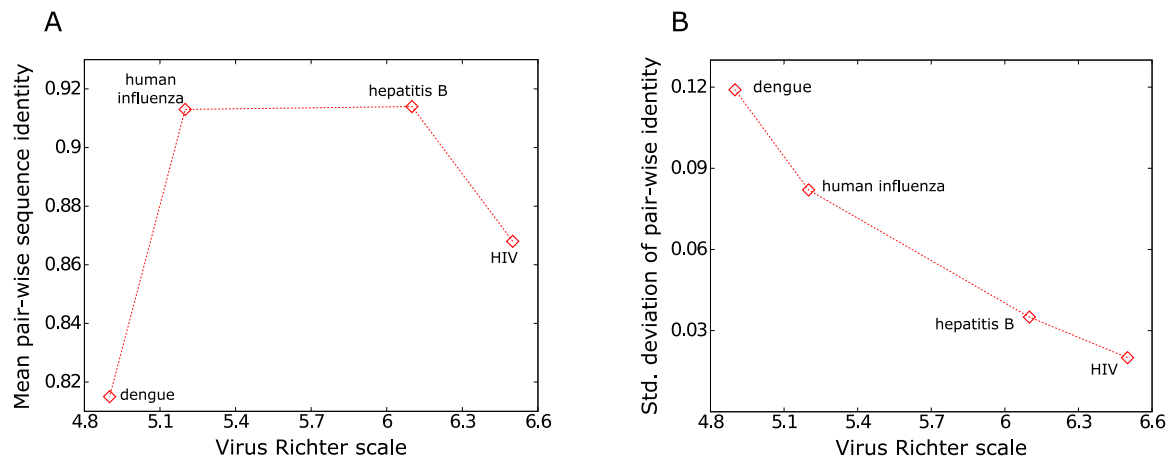 A
Mean pair-wise sequence identity
0.92
0.9
0.88
0.86
0.84
0.82
human
influenza
hepatitis B
HIV
dengue
4.8
5.1
5.4
5.7
6
6.3
6.6
Virus Richter scale
B
Std. deviation of pair-wise identity
0.12
0.09
0.06
0.03
dengue
human influenza
hepatitis B
HIV
4.8
5.1
5.4
5.7
6
6.3
6.6
Virus Richter scale